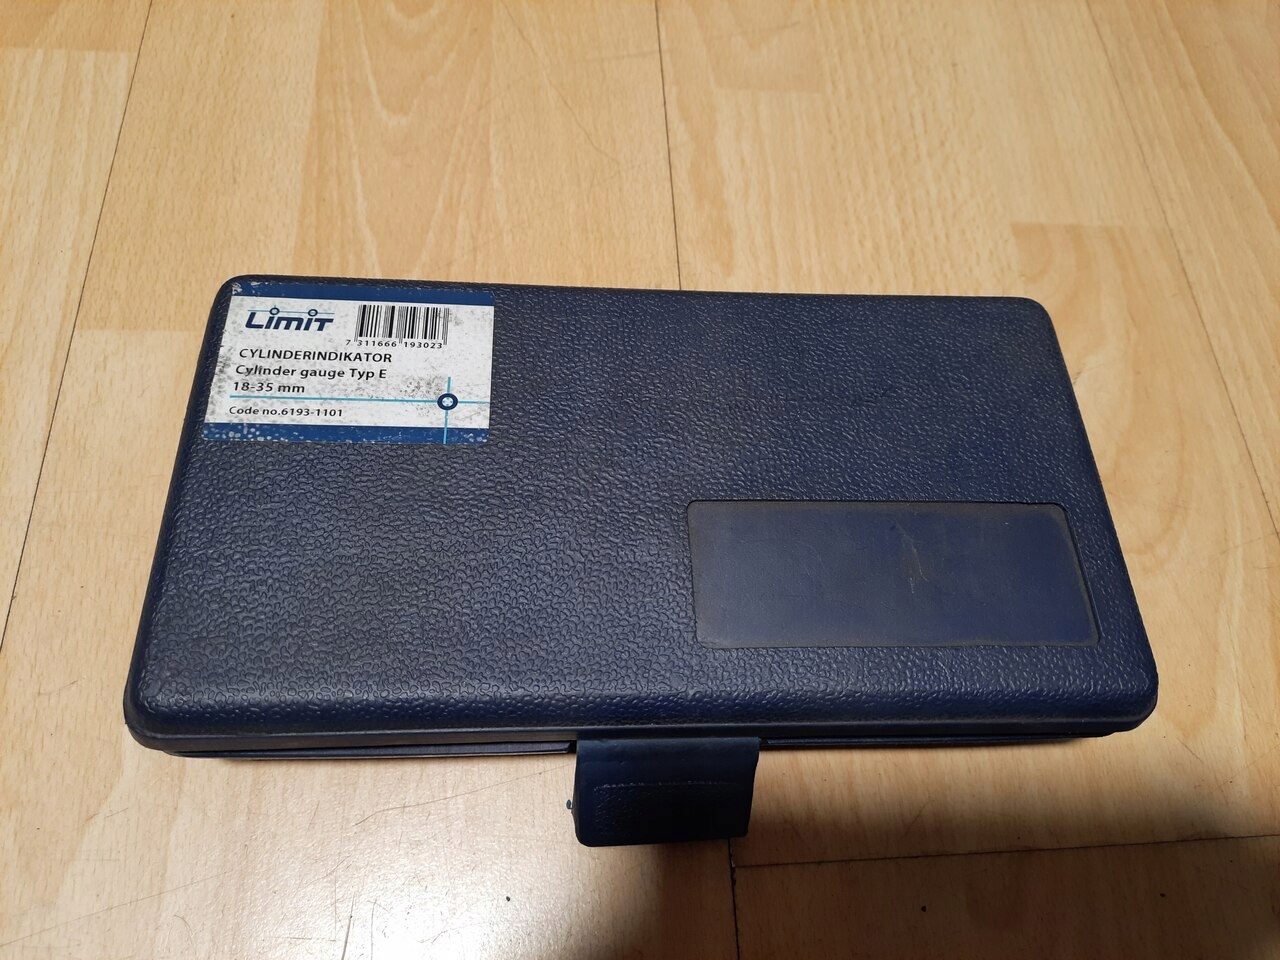 LIMIT
7 311666 193023
CYLINDERINDIKATOR
Cylinder gauge Typ E
18-35 mm
Code no.6193-1101